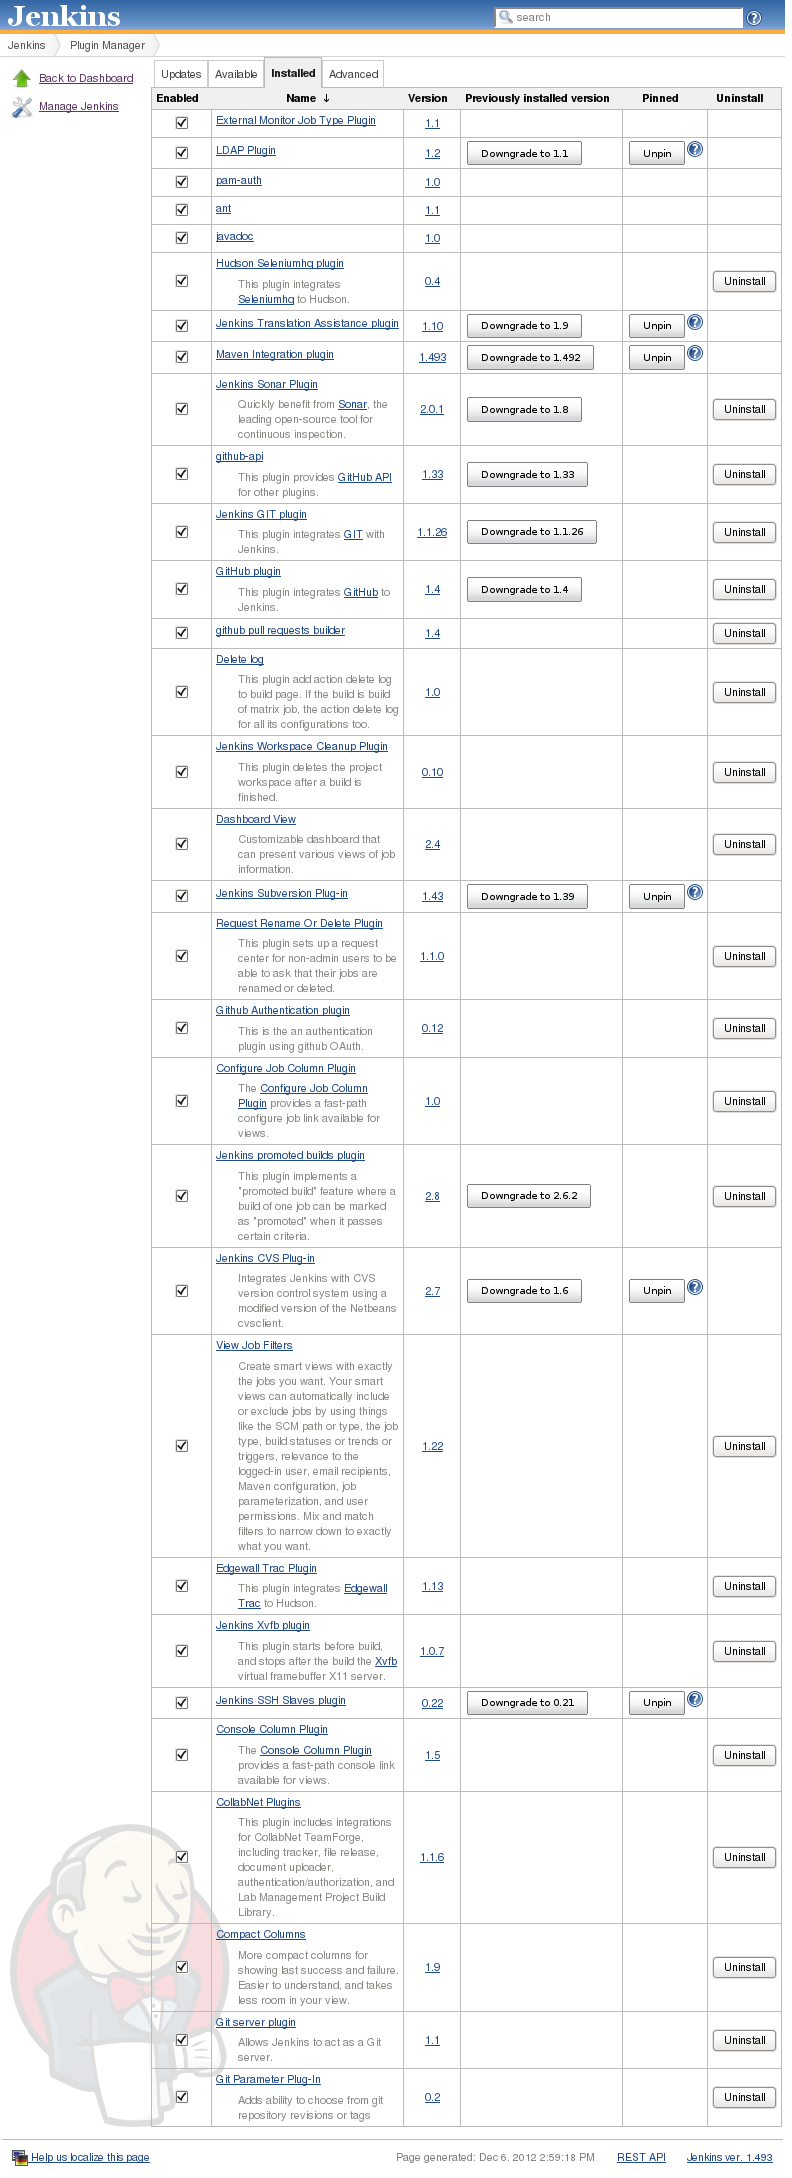 Jenkins
search
Jenkins Plugin Manager
Back to Dashboard
Manage Jenkins
Updates Available Installed Advanced
Enabled Name ↓ Version Previously installed version Pinned Uninstall
External Monitor Job Type Plugin 1.1
LDAP Plugin 1.2 Downgrade to 1.1 Unpin
pam-auth 1.0
ant 1.1
javadoc 1.0
Hudson Seleniumhq plugin
This plugin integrates
Seleniumhq to Hudson.
0.4 Uninstall
Jenkins Translation Assistance plugin 1.10 Downgrade to 1.9 Unpin
Maven Integration plugin 1.493 Downgrade to 1.492 Unpin
Jenkins Sonar Plugin
Quickly benefit from Sonar, the
leading open-source tool for
continuous inspection.
2.0.1 Downgrade to 1.8 Uninstall
github-api
This plugin provides GitHub API
for other plugins.
1.33 Downgrade to 1.33 Uninstall
Jenkins GIT plugin
This plugin integrates GIT with
Jenkins.
1.1.26 Downgrade to 1.1.26 Uninstall
GitHub plugin
This plugin integrates GitHub to
Jenkins.
1.4 Downgrade to 1.4 Uninstall
github pull requests builder 1.4 Uninstall
Delete log
This plugin add action delete log
to build page. If the build is build
of matrix job, the action delete log
for all its configurations too.
1.0 Uninstall
Jenkins Workspace Cleanup Plugin
This plugin deletes the project
workspace after a build is
finished.
0.10 Uninstall
Dashboard View
Customizable dashboard that
can present various views of job
information.
2.4 Uninstall
Jenkins Subversion Plug-in 1.43 Downgrade to 1.39 Unpin
Request Rename Or Delete Plugin
This plugin sets up a request
center for non-admin users to be
able to ask that their jobs are
renamed or deleted.
1.1.0 Uninstall
Github Authentication plugin
This is the an authentication
plugin using github OAuth.
0.12 Uninstall
Configure Job Column Plugin
The Configure Job Column
Plugin provides a fast-path
configure job link available for
views.
1.0 Uninstall
Jenkins promoted builds plugin
This plugin implements a
"promoted build" feature where a
build of one job can be marked
as "promoted" when it passes
certain criteria.
2.8 Downgrade to 2.6.2 Uninstall
Jenkins CVS Plug-in
Integrates Jenkins with CVS
version control system using a
modified version of the Netbeans
cvsclient.
2.7 Downgrade to 1.6 Unpin
View Job Filters
Create smart views with exactly
the jobs you want. Your smart
views can automatically include
or exclude jobs by using things
like the SCM path or type, the job
type, build statuses or trends or
triggers, relevance to the
logged-in user, email recipients,
Maven configuration, job
parameterization, and user
permissions. Mix and match
filters to narrow down to exactly
what you want.
1.22 Uninstall
Edgewall Trac Plugin
This plugin integrates Edgewall
Trac to Hudson.
1.13 Uninstall
Jenkins Xvfb plugin
This plugin starts before build,
and stops after the build the Xvfb
virtual framebuffer X11 server.
1.0.7 Uninstall
Jenkins SSH Slaves plugin 0.22 Downgrade to 0.21 Unpin
Console Column Plugin
The Console Column Plugin
provides a fast-path console link
available for views.
1.5 Uninstall
CollabNet Plugins
This plugin includes integrations
for CollabNet TeamForge,
including tracker, file release,
document uploader,
authentication/authorization, and
Lab Management Project Build
Library.
1.1.6 Uninstall
Compact Columns
More compact columns for
showing last success and failure.
Easier to understand, and takes
less room in your view.
1.9 Uninstall
Git server plugin
Allows Jenkins to act as a Git
server.
1.1 Uninstall
Git Parameter Plug-In
Adds ability to choose from git
repository revisions or tags
0.2 Uninstall
Help us localize this page Page generated: Dec 6, 2012 2:59:18 PM REST API Jenkins ver. 1.493